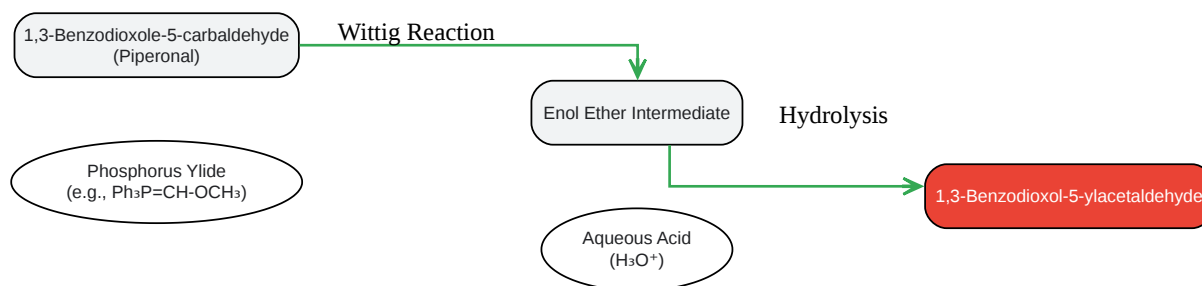 1,3-Benzodioxole-5-carbaldehyde
(Piperonal)
Wittig Reaction
Enol Ether Intermediate
Hydrolysis
Phosphorus Ylide
(e.g., Ph₃P=CH-OCH₃)
1,3-Benzodioxol-5-ylacetaldehyde
Aqueous Acid
(H₃O⁺)